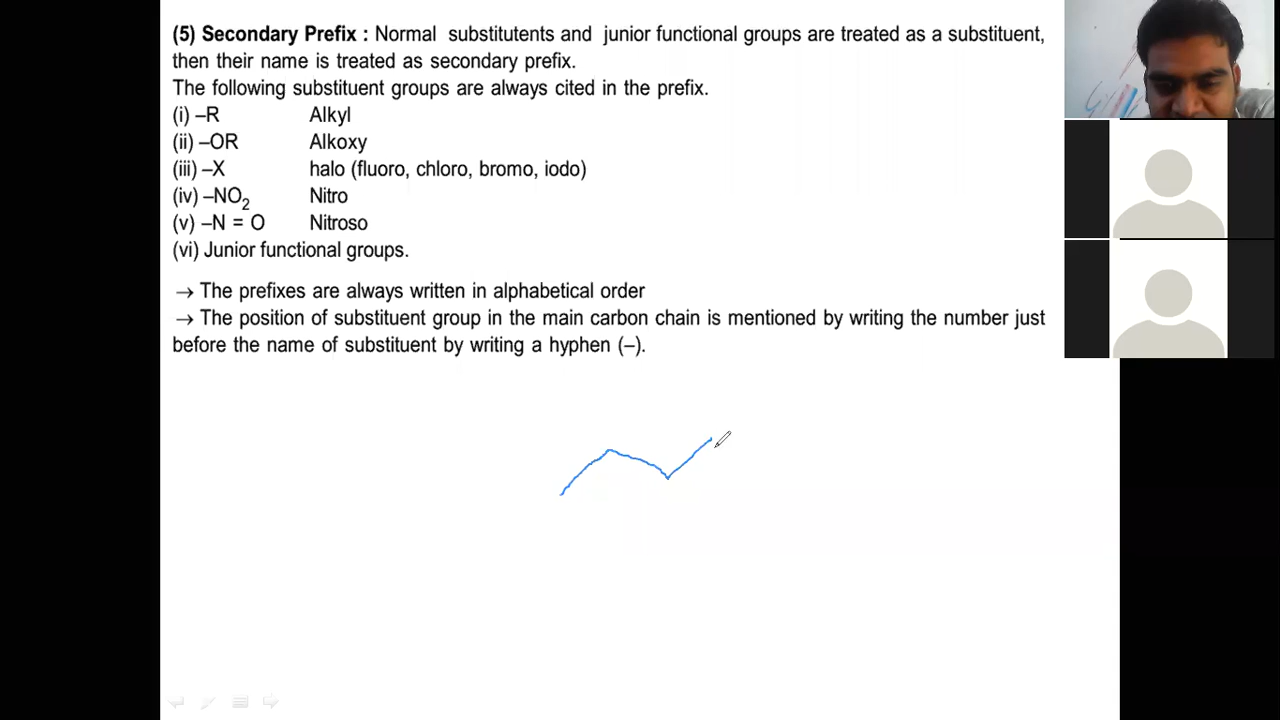 (5) Secondary Prefix : Normal substitutents and junior functional groups are treated as a substituent,
then their name is treated as secondary prefix.
The following substituent groups are always cited in the prefix.
(i) –R Alkyl
(ii) –OR Alkoxy
(iii) –X halo (fluoro, chloro, bromo, iodo)
(iv) –NO₂ Nitro
(v) –N = O Nitroso
(vi) Junior functional groups.
→ The prefixes are always written in alphabetical order
→ The position of substituent group in the main carbon chain is mentioned by writing the number just
before the name of substituent by writing a hyphen (–).